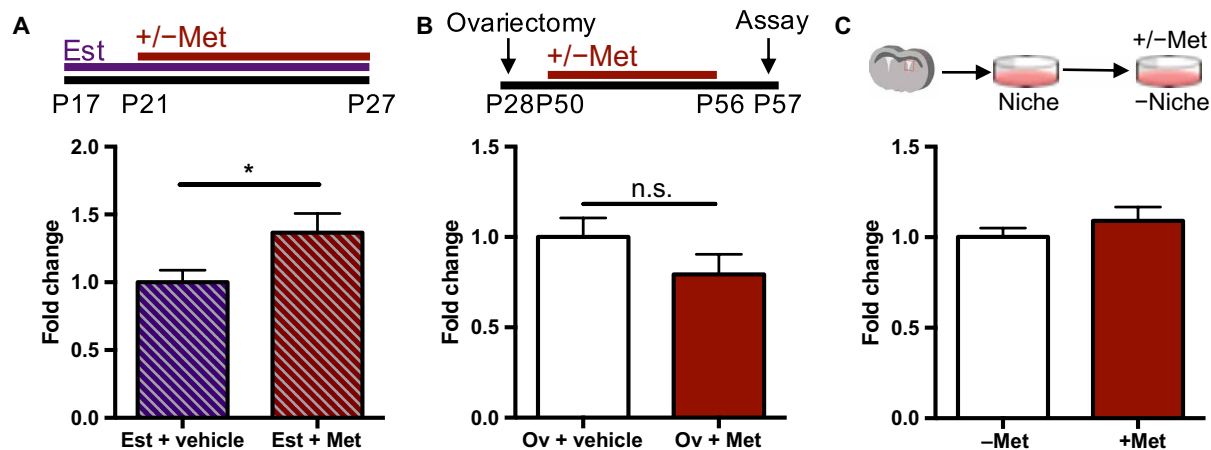 A
Est
+/−Met
P17
P21
P27
2.0
1.5
1.0
0.5
0.0
Fold change
*
Est + vehicle
Est + Met
B
Ovariectomy
Assay
+/−Met
P28
P50
P56
P57
1.5
1.0
0.5
0.0
Fold change
n.s.
Ov + vehicle
Ov + Met
C
Niche
+/−Met
−Niche
1.5
1.0
0.5
0.0
Fold change
−Met
+Met